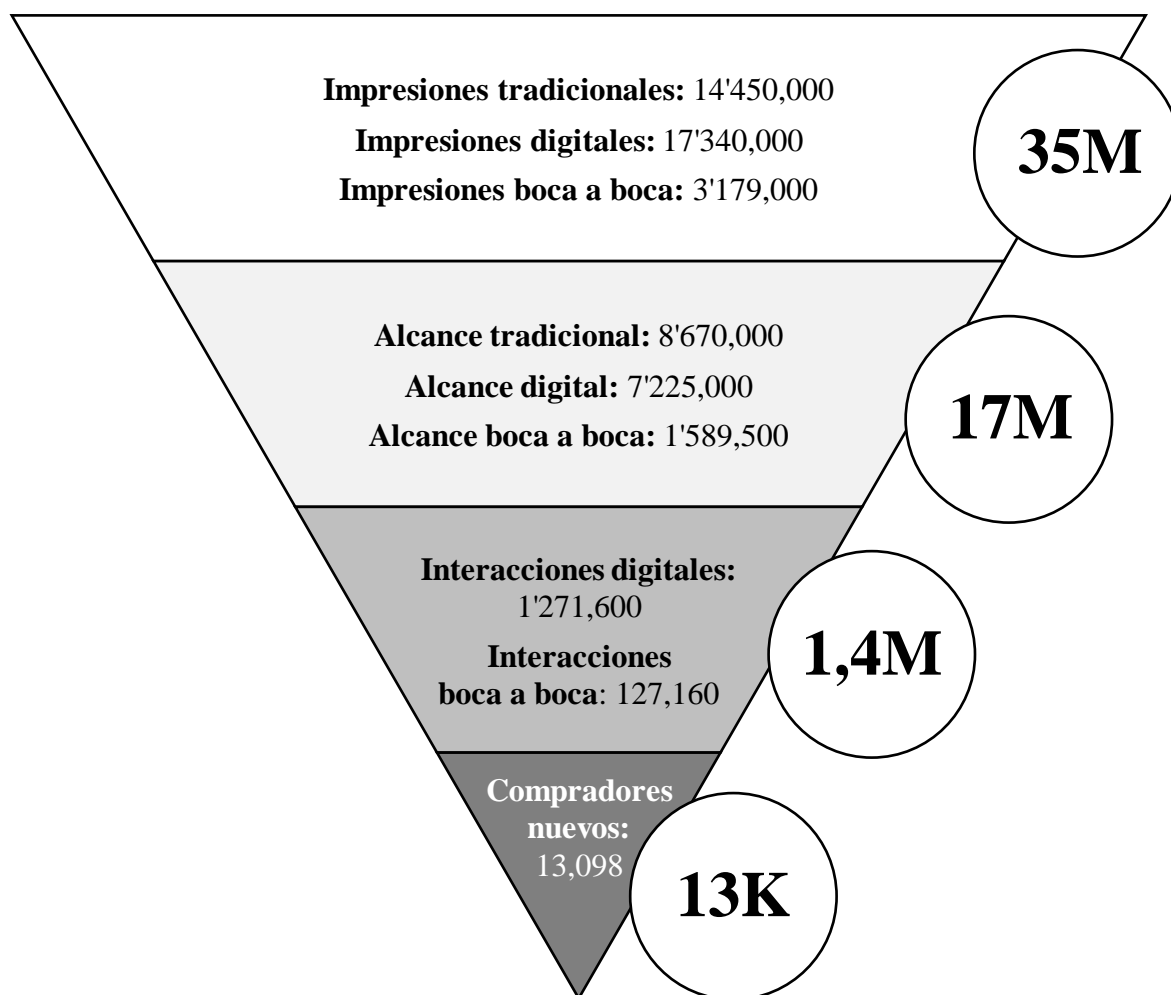 Impresiones tradicionales: 14'450,000
Impresiones digitales: 17'340,000
Impresiones boca a boca: 3'179,000
35M
Alcance tradicional: 8'670,000
Alcance digital: 7'225,000
Alcance boca a boca: 1'589,500
17M
Interacciones digitales:
1'271,600
Interacciones
boca a boca: 127,160
1,4M
Compradores
nuevos:
13,098
13K